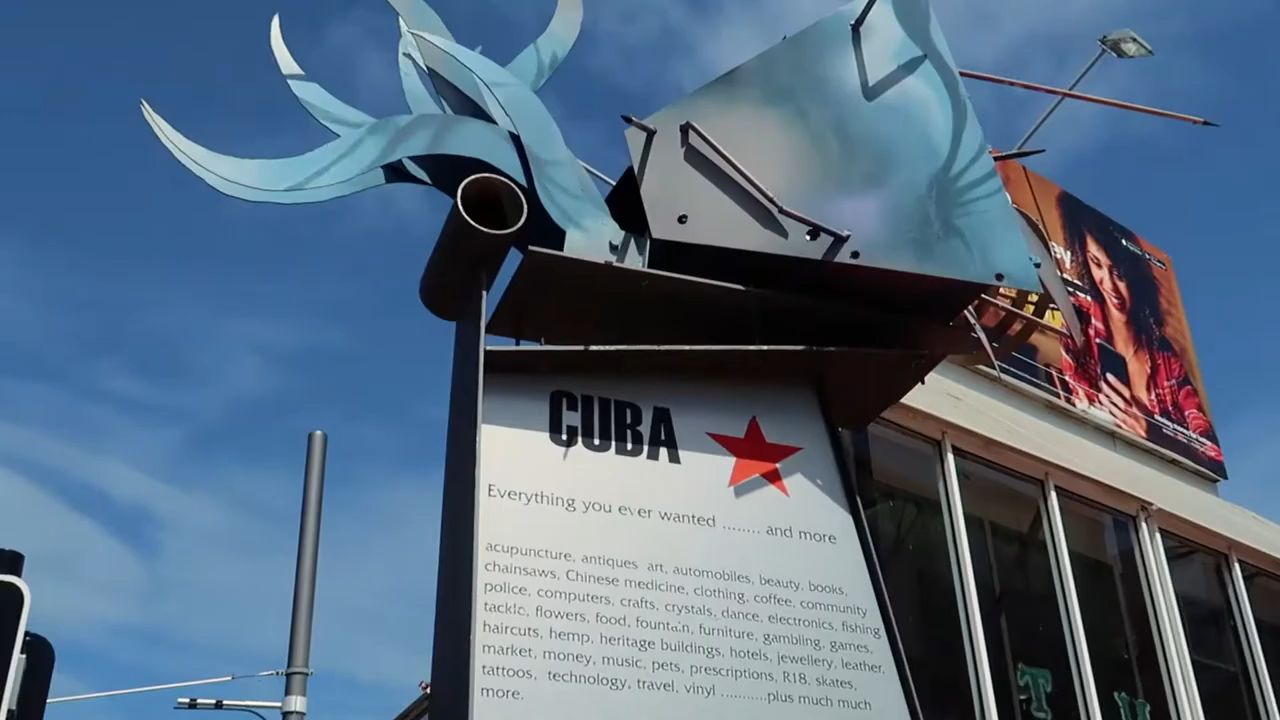 CUBA
Everything you ever wanted ........ and more
acupuncture, antiques art, automobiles, beauty, books,
chainsaws, Chinese medicine, clothing, coffee, community
police, computers, crafts, crystals, dance, electronics, fishing
tackle, flowers, food, fountain, furniture, gambling, games,
haircuts, hemp, heritage buildings, hotels, jewellery, leather,
market, money, music, pets, prescriptions, R18, skates,
tattoos, technology, travel, vinyl ..........plus much much
more.